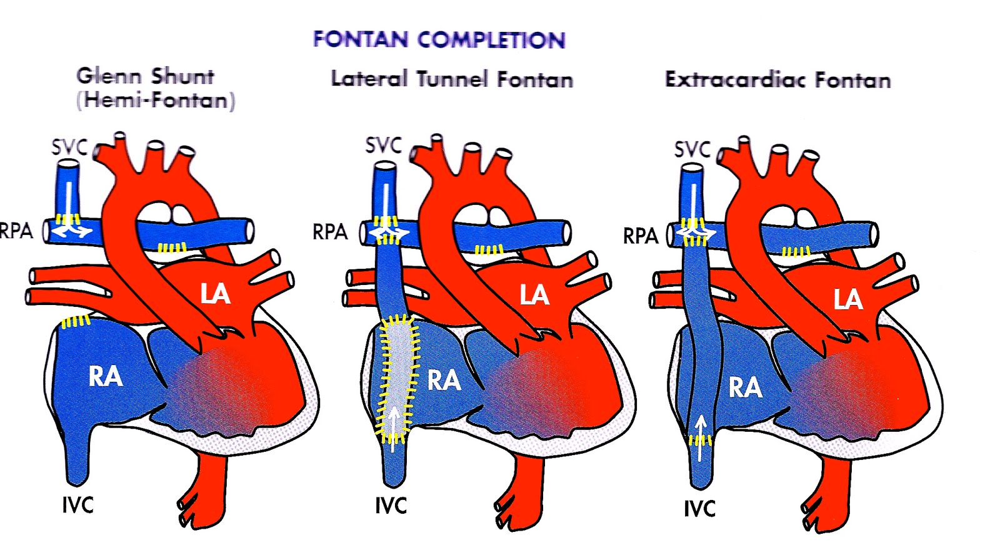 FONTAN COMPLETION
Glenn Shunt
(Hemi-Fontan)
Lateral Tunnel Fontan
Extracardiac Fontan
SVC
SVC
SVC
RPA
RPA
RPA
LA
LA
LA
RA
RA
RA
IVC
IVC
IVC